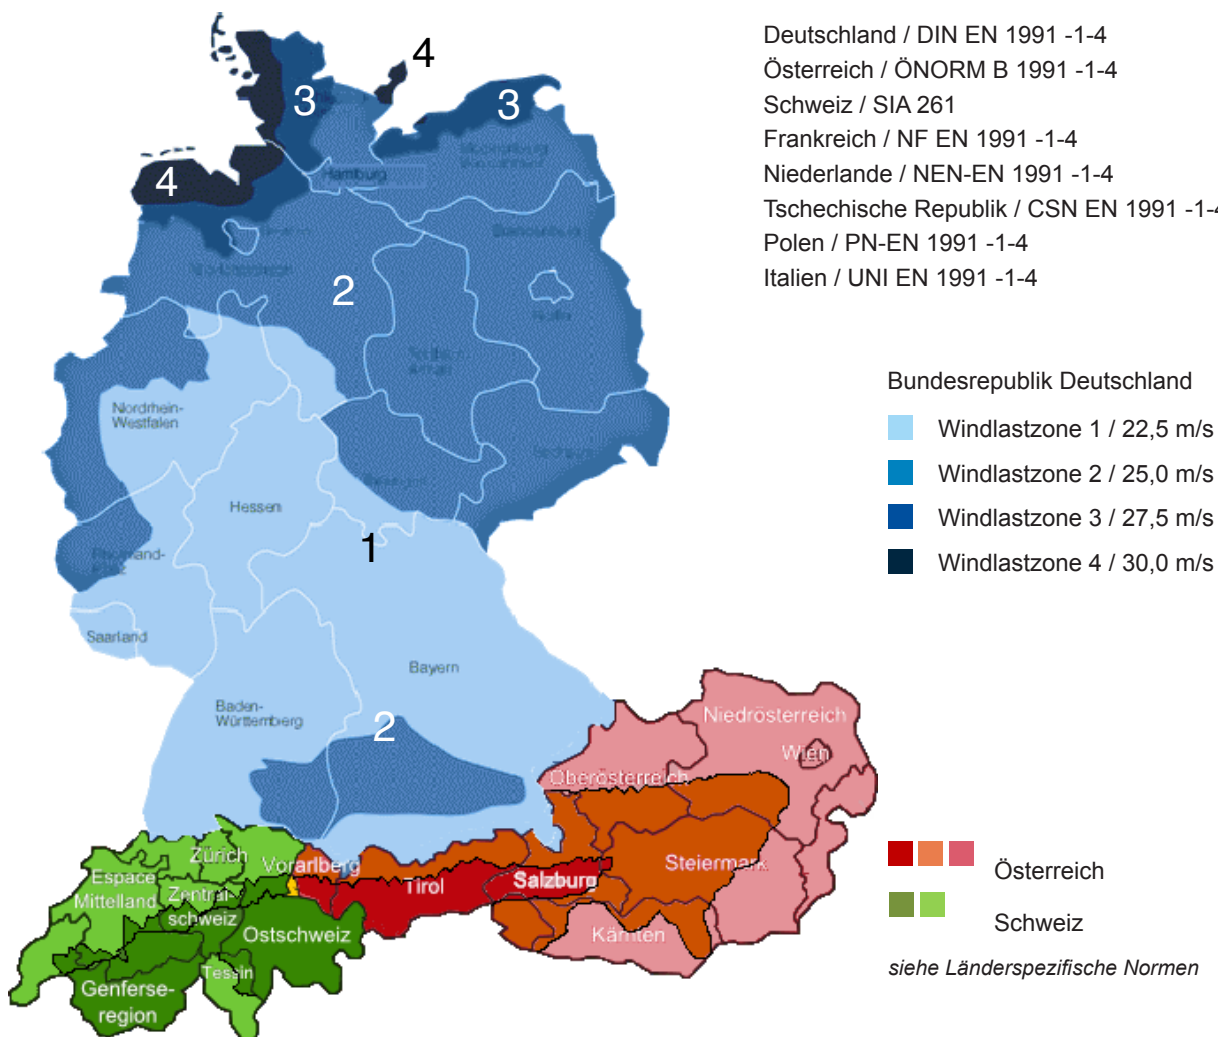 4
Deutschland / DIN EN 1991 -1-4
Österreich / ÖNORM B 1991 -1-4
Schweiz / SIA 261
Frankreich / NF EN 1991 -1-4
Niederlande / NEN-EN 1991 -1-4
Tschechische Republik / CSN EN 1991 -1-4
Polen / PN-EN 1991 -1-4
Italien / UNI EN 1991 -1-4
3
3
4
Hamburg
2
Bundesrepublik Deutschland
Windlastzone 1 / 22,5 m/s
Windlastzone 2 / 25,0 m/s
Windlastzone 3 / 27,5 m/s
Windlastzone 4 / 30,0 m/s
Nordrhein-
Westfalen
Hessen
1
Rheinland-
Pfalz
Saarland
Bayern
Baden-
Württemberg
2
Niedrösterreich
Wien
Oberösterreich
Zürich
Vorarlberg
Espace
Mittelland
Zentral-
schweiz
Tirol
Salzburg
Steiermark
Ostschweiz
Kärnten
Tessin
Genferse-
region
Österreich
Schweiz
siehe Länderspezifische Normen